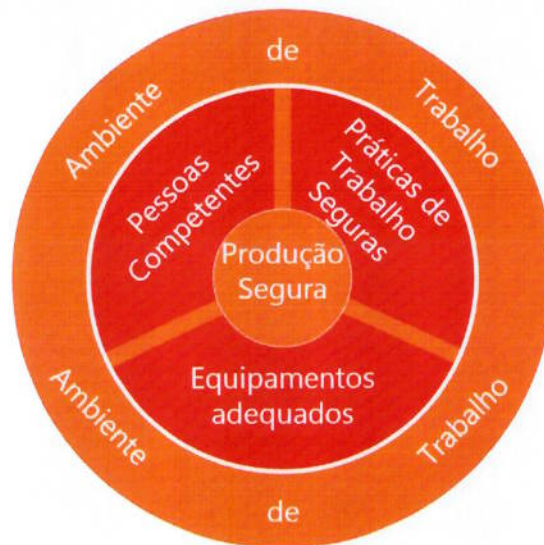 Ambiente de Trabalho
Pessoas
Competentes
Práticas de
Trabalho
Seguras
Produção
Segura
Equipamentos
adequados
Ambiente de Trabalho